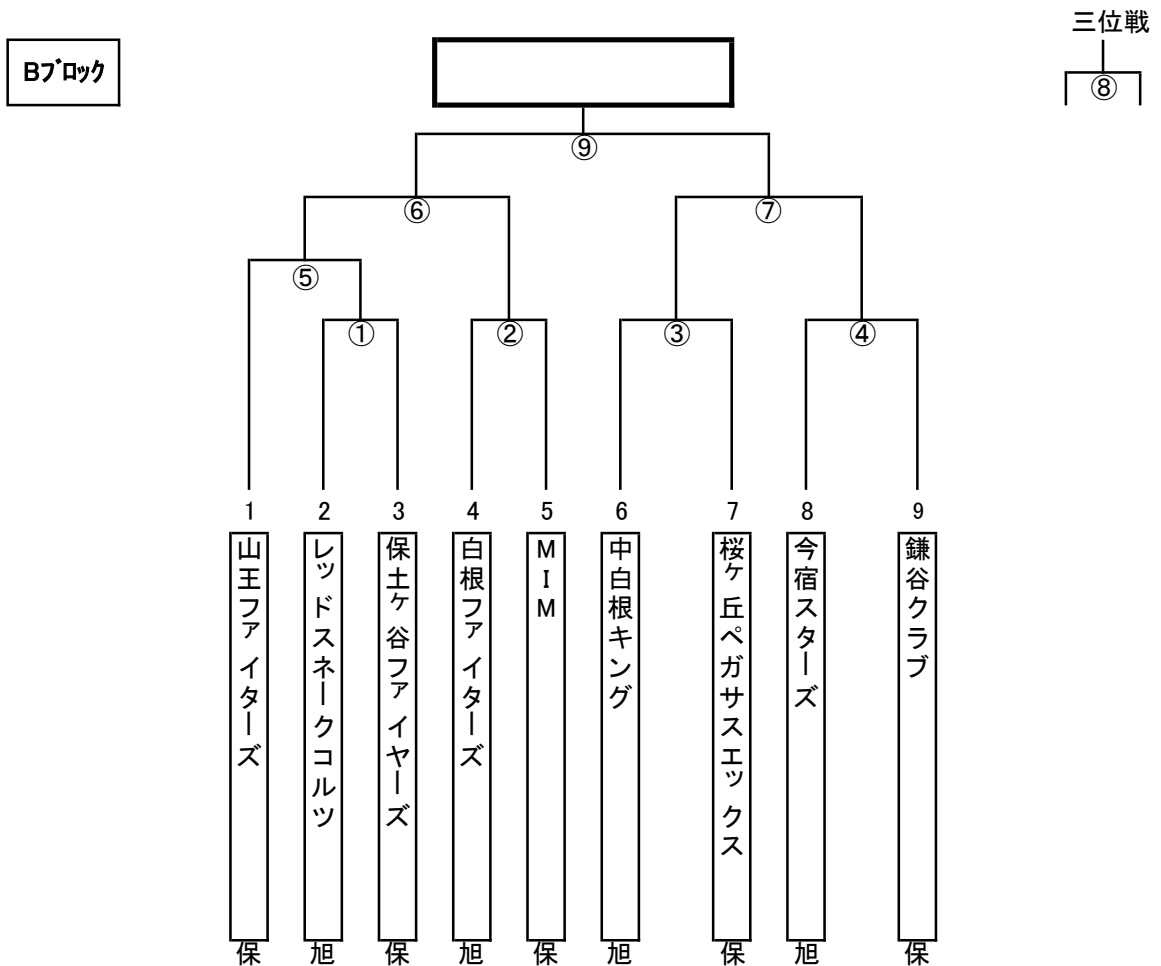 三位戦
Bブロック
⑧
⑨
⑥
⑦
⑤
①
②
③
④
1
2
3
4
5
6
7
8
9
山王ファイターズ
レッドスネークコルツ
保土ヶ谷ファイヤーズ
白根ファイターズ
MIM
中白根キング
桜ヶ丘ペガサスエックス
今宿スターズ
鎌谷クラブ
保
旭
保
旭
保
旭
保
旭
保